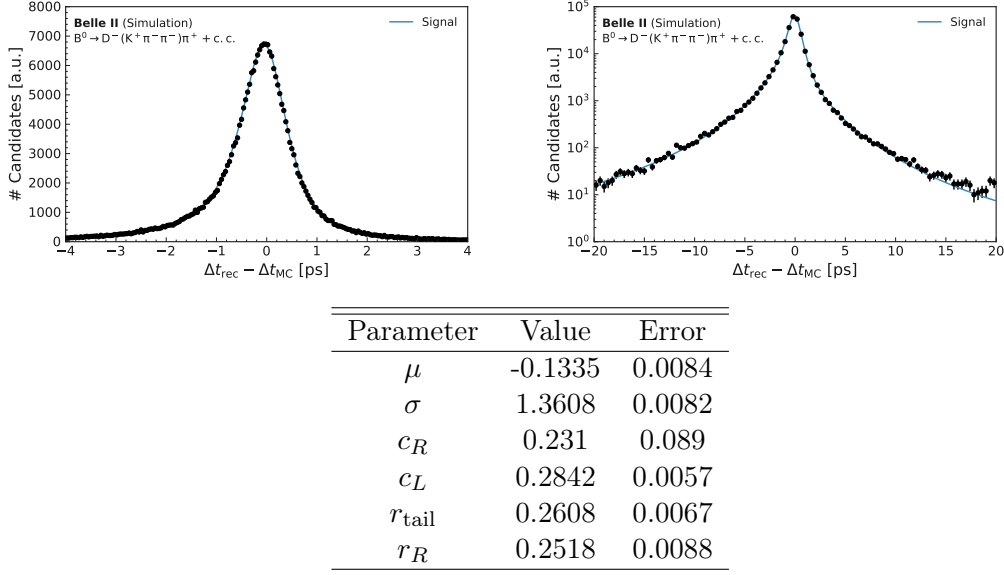 Belle II (Simulation)
B⁰→D⁻(K⁺π⁻π⁻)π⁺ + c.c.
Signal
# Candidates [a.u.]
8000
7000
6000
5000
4000
3000
2000
1000
0
−4 −3 −2 −1 0 1 2 3 4
Δt_rec − Δt_MC [ps]
Belle II (Simulation)
B⁰→D⁻(K⁺π⁻π⁻)π⁺ + c.c.
Signal
# Candidates [a.u.]
10⁵
10⁴
10³
10²
10¹
10⁰
−20 −15 −10 −5 0 5 10 15 20
Δt_rec − Δt_MC [ps]
Parameter Value Error
μ -0.1335 0.0084
σ 1.3608 0.0082
c_R 0.231 0.089
c_L 0.2842 0.0057
r_tail 0.2608 0.0067
r_R 0.2518 0.0088